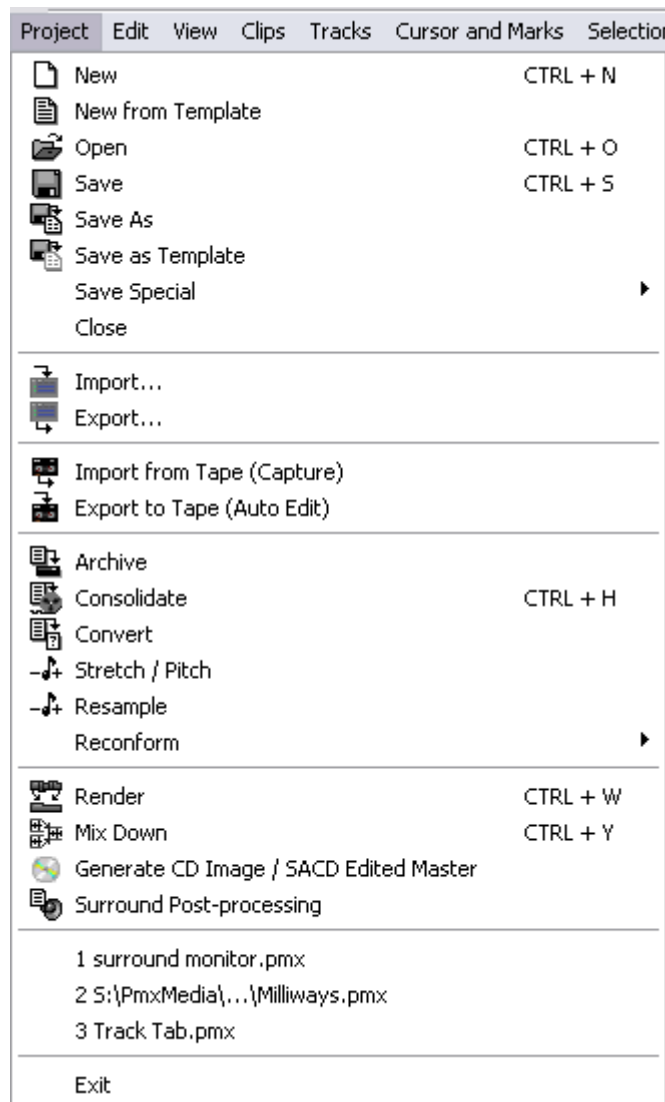 Project Edit View Clips Tracks Cursor and Marks Selectio
New CTRL + N
New from Template
Open CTRL + O
Save CTRL + S
Save As
Save as Template
Save Special
Close
Import...
Export...
Import from Tape (Capture)
Export to Tape (Auto Edit)
Archive
Consolidate CTRL + H
Convert
Stretch / Pitch
Resample
Reconform
Render CTRL + W
Mix Down CTRL + Y
Generate CD Image / SACD Edited Master
Surround Post-processing
1 surround monitor.pmx
2 S:\PmxMedia\...\Milliways.pmx
3 Track Tab.pmx
Exit